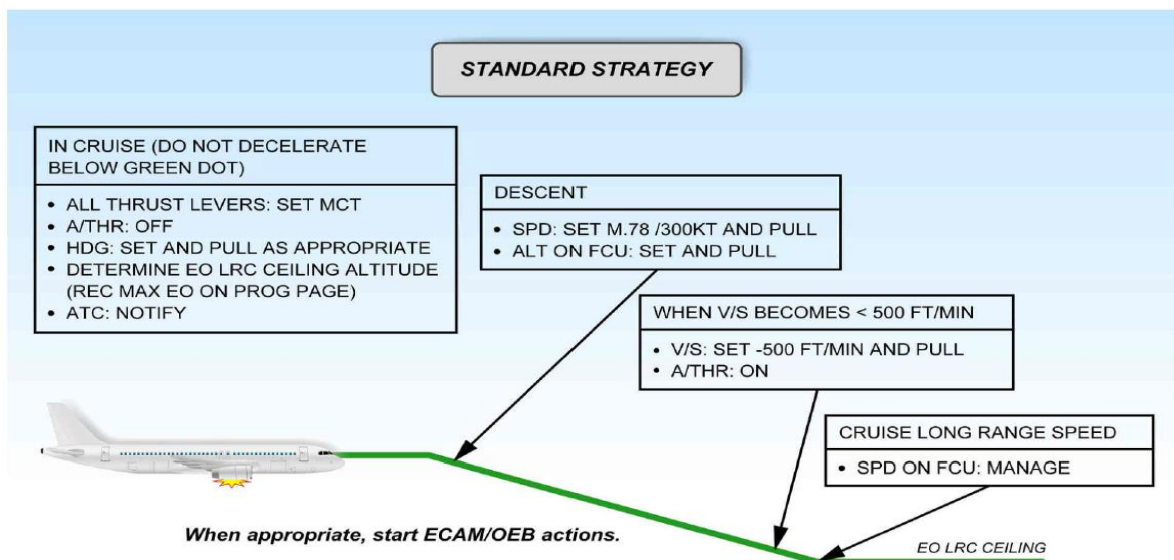 STANDARD STRATEGY
IN CRUISE (DO NOT DECELERATE
BELOW GREEN DOT)
• ALL THRUST LEVERS: SET MCT
• A/THR: OFF
• HDG: SET AND PULL AS APPROPRIATE
• DETERMINE EO LRC CEILING ALTITUDE
(REC MAX EO ON PROG PAGE)
• ATC: NOTIFY
DESCENT
• SPD: SET M.78 /300KT AND PULL
• ALT ON FCU: SET AND PULL
WHEN V/S BECOMES < 500 FT/MIN
• V/S: SET -500 FT/MIN AND PULL
• A/THR: ON
CRUISE LONG RANGE SPEED
• SPD ON FCU: MANAGE
When appropriate, start ECAM/OEB actions.
EO LRC CEILING